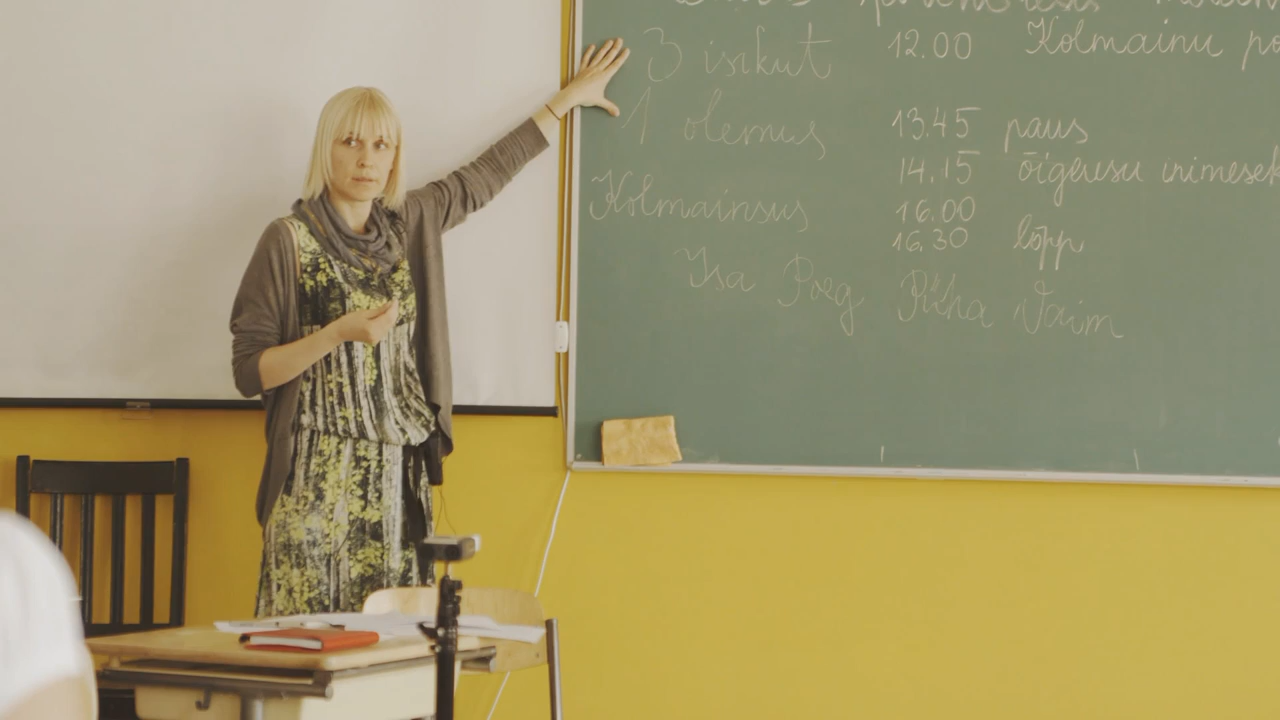 3 isikut 12.00 Kolmainu
1 olemus 13.45 paus
14.15 õigeusu inimesek
Kolmainsus 16.00
16.30 lõpp
Isa Poeg Püha Vaim